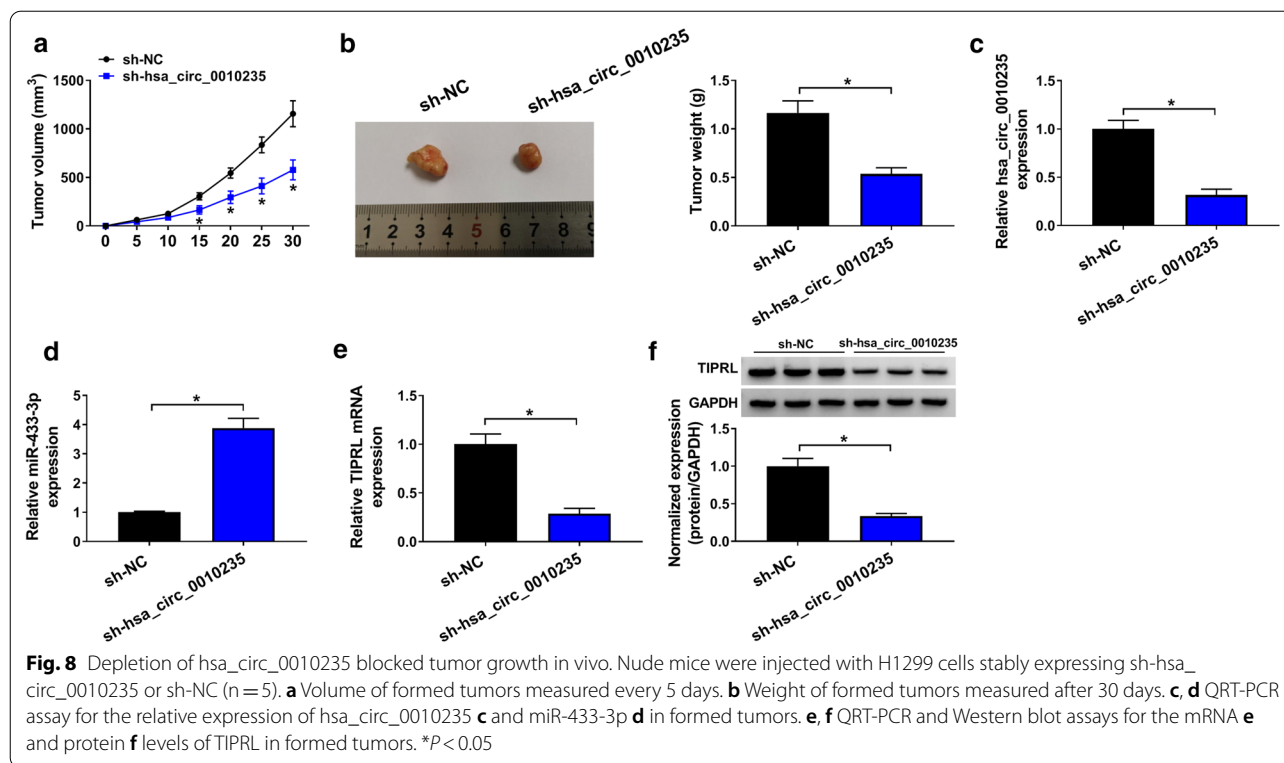 a
sh-NC
sh-hsa_circ_0010235
Tumor volume (mm3)
1500
1000
500
0
0 5 10 15 20 25 30
* * * *
b
sh-NC
sh-hsa_circ_0010235
1 2 3 4 5 6 7 8 9
Tumor weight (g)
1.5
1.0
0.5
0.0
*
sh-NC
sh-hsa_circ_0010235
c
Relative hsa_circ_0010235
expression
1.5
1.0
0.5
0.0
*
sh-NC
sh-hsa_circ_0010235
d
Relative miR-433-3p
expression
5
4
3
2
1
0
*
sh-NC
sh-hsa_circ_0010235
e
Relative TIPRL mRNA
expression
1.5
1.0
0.5
0.0
*
sh-NC
sh-hsa_circ_0010235
f
sh-NC sh-hsa_circ_0010235
TIPRL
GAPDH
Normalized expression
(protein/GAPDH)
1.5
1.0
0.5
0.0
*
sh-NC
sh-hsa_circ_0010235
Fig. 8 Depletion of hsa_circ_0010235 blocked tumor growth in vivo. Nude mice were injected with H1299 cells stably expressing sh-hsa_
circ_0010235 or sh-NC (n = 5). a Volume of formed tumors measured every 5 days. b Weight of formed tumors measured after 30 days. c, d QRT-PCR
assay for the relative expression of hsa_circ_0010235 c and miR-433-3p d in formed tumors. e, f QRT-PCR and Western blot assays for the mRNA e
and protein f levels of TIPRL in formed tumors. *P < 0.05